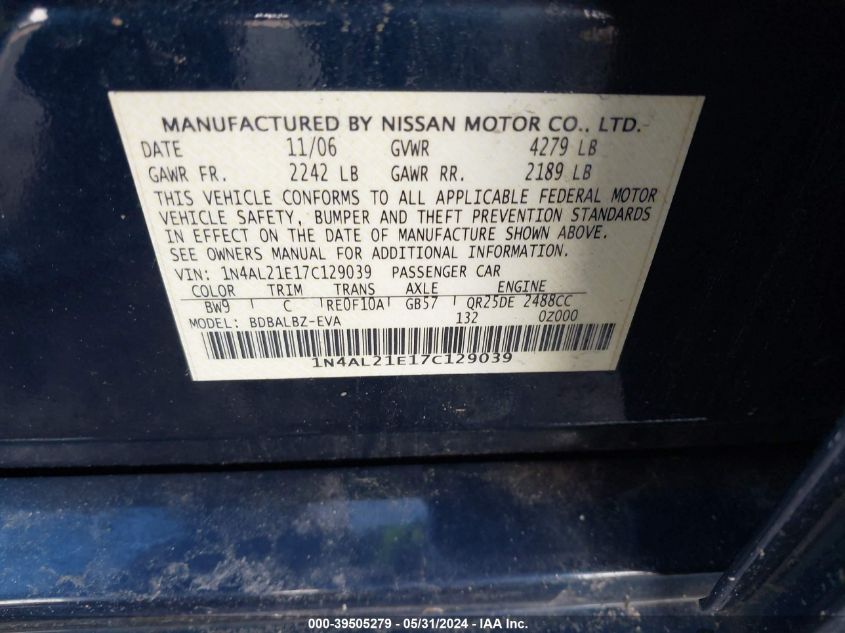 MANUFACTURED BY NISSAN MOTOR CO., LTD.
DATE 11/06 GVWR 4279 LB
GAWR FR. 2242 LB GAWR RR. 2189 LB
THIS VEHICLE CONFORMS TO ALL APPLICABLE FEDERAL MOTOR
VEHICLE SAFETY, BUMPER AND THEFT PREVENTION STANDARDS
IN EFFECT ON THE DATE OF MANUFACTURE SHOWN ABOVE.
SEE OWNERS MANUAL FOR ADDITIONAL INFORMATION.
VIN: 1N4AL21E17C129039 PASSENGER CAR
COLOR TRIM TRANS AXLE ENGINE
BW9 C RE0F10A GB57 QR25DE 2488CC
MODEL: BDBALBZ-EVA 132 0Z000
1N4AL21E17C129039
000-39505279 - 05/31/2024 - IAA Inc.